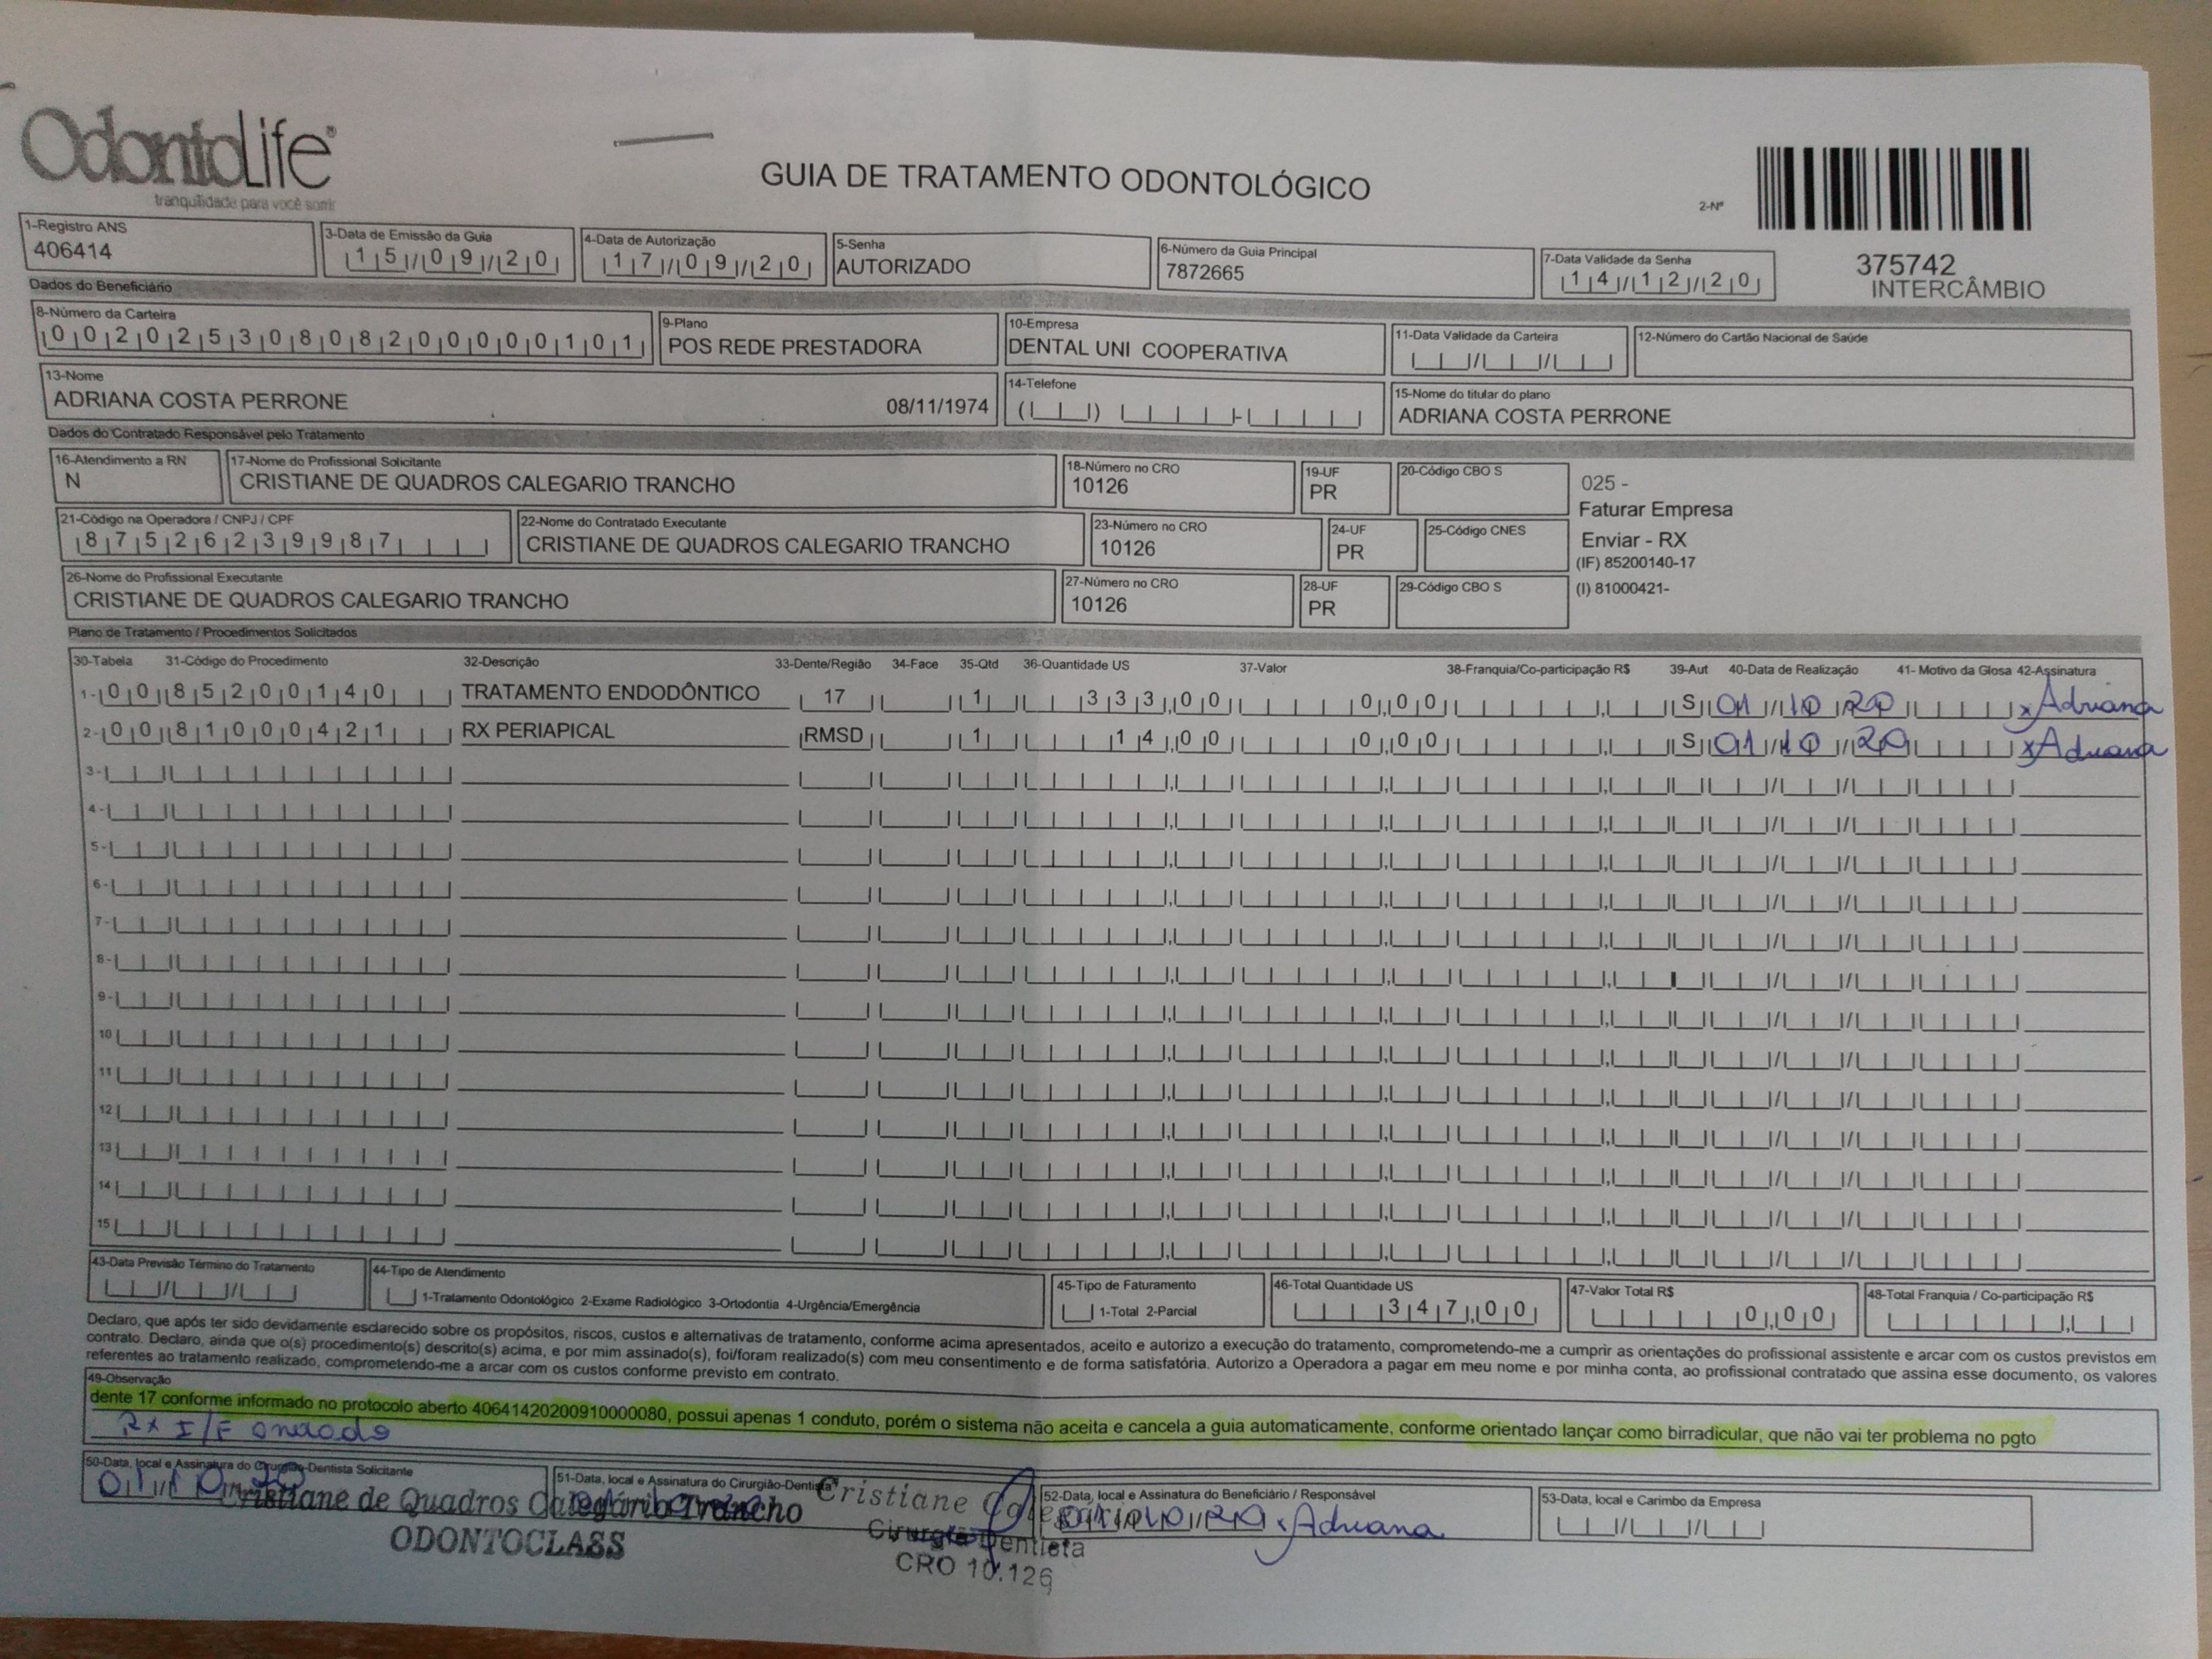 OdontoLife®
tranquilidade para você sorrir
GUIA DE TRATAMENTO ODONTOLÓGICO
2-Nº
375742
INTERCÂMBIO
1-Registro ANS
406414
3-Data de Emissão da Guia
15/09/20
4-Data de Autorização
17/09/20
5-Senha
AUTORIZADO
6-Número da Guia Principal
7872665
7-Data Validade da Senha
14/12/20
Dados do Beneficiário
8-Número da Carteira
00202530808200000101
9-Plano
POS REDE PRESTADORA
10-Empresa
DENTAL UNI COOPERATIVA
11-Data Validade da Carteira
12-Número do Cartão Nacional de Saúde
13-Nome
ADRIANA COSTA PERRONE 08/11/1974
14-Telefone
15-Nome do titular do plano
ADRIANA COSTA PERRONE
Dados do Contratado Responsável pelo Tratamento
16-Atendimento a RN
N
17-Nome do Profissional Solicitante
CRISTIANE DE QUADROS CALEGARIO TRANCHO
18-Número no CRO
10126
19-UF
PR
20-Código CBO S
025 -
Faturar Empresa
Enviar - RX
(IF) 85200140-17
(I) 81000421-
21-Código na Operadora / CNPJ / CPF
87526239987
22-Nome do Contratado Executante
CRISTIANE DE QUADROS CALEGARIO TRANCHO
23-Número no CRO
10126
24-UF
PR
25-Código CNES
26-Nome do Profissional Executante
CRISTIANE DE QUADROS CALEGARIO TRANCHO
27-Número no CRO
10126
28-UF
PR
29-Código CBO S
Plano de Tratamento / Procedimentos Solicitados
30-Tabela 31-Código do Procedimento 32-Descrição 33-Dente/Região 34-Face 35-Qtd 36-Quantidade US 37-Valor 38-Franquia/Co-participação R$ 39-Aut 40-Data de Realização 41- Motivo da Glosa 42-Assinatura
1-00 85200140 TRATAMENTO ENDODÔNTICO 17 1 333,00 0,00 S 01/10/20 x Adriana
2-00 81000421 RX PERIAPICAL RMSD 1 14,00 0,00 S 01/10/20 x Adriana
3-
4-
5-
6-
7-
8-
9-
10
11
12
13
14
15
43-Data Previsão Término do Tratamento
44-Tipo de Atendimento
1-Tratamento Odontológico 2-Exame Radiológico 3-Ortodontia 4-Urgência/Emergência
45-Tipo de Faturamento
1-Total 2-Parcial
46-Total Quantidade US
347,00
47-Valor Total R$
0,00
48-Total Franquia / Co-participação R$
Declaro, que após ter sido devidamente esclarecido sobre os propósitos, riscos, custos e alternativas de tratamento, conforme acima apresentados, aceito e autorizo a execução do tratamento, comprometendo-me a cumprir as orientações do profissional assistente e arcar com os custos previstos em
contrato. Declaro, ainda que o(s) procedimento(s) descrito(s) acima, e por mim assinado(s), foi/foram realizado(s) com meu consentimento e de forma satisfatória. Autorizo a Operadora a pagar em meu nome e por minha conta, ao profissional contratado que assina esse documento, os valores
referentes ao tratamento realizado, comprometendo-me a arcar com os custos conforme previsto em contrato.
49-Observação
dente 17 conforme informado no protocolo aberto 40641420200910000080, possui apenas 1 conduto, porém o sistema não aceita e cancela a guia automaticamente, conforme orientado lançar como birradicular, que não vai ter problema no pgto
Rx I/F
50-Data, local e Assinatura do Cirurgião-Dentista Solicitante
Cristiane de Quadros Calegário Trancho
ODONTOCLASS
51-Data, local e Assinatura do Cirurgião-Dentista
Cristiane Calegário
Cirurgiã Dentista
CRO 10.126
52-Data, local e Assinatura do Beneficiário / Responsável
01/10/20 x Adriana
53-Data, local e Carimbo da Empresa